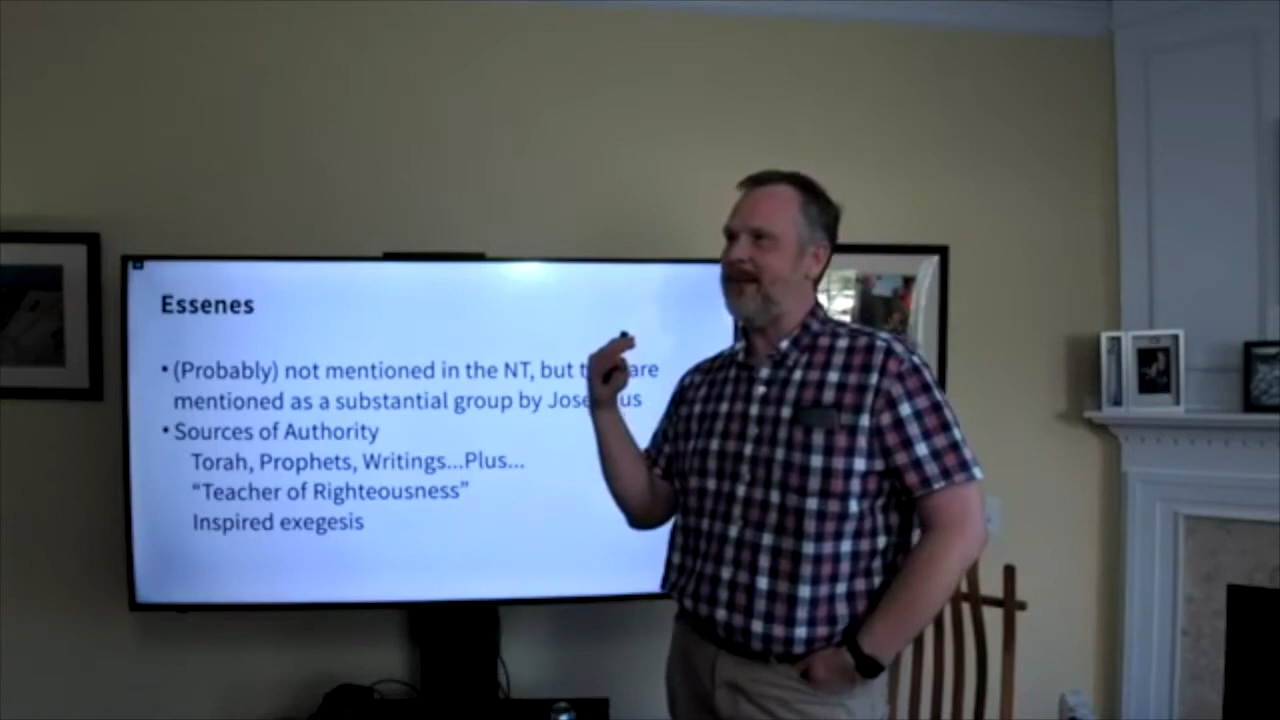 Essenes
• (Probably) not mentioned in the NT, but are
mentioned as a substantial group by
• Sources of Authority
Torah, Prophets, Writings...Plus...
“Teacher of Righteousness”
Inspired exegesis